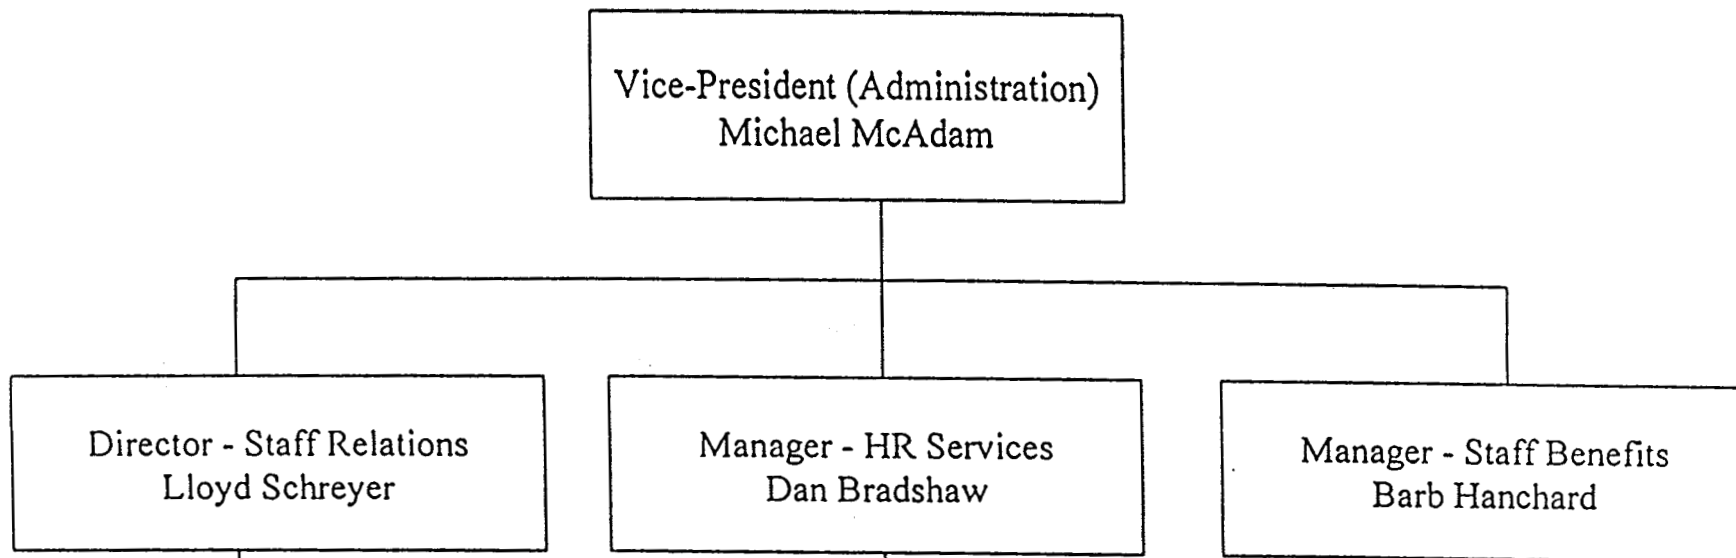 Vice-President (Administration)
Michael McAdam
Director - Staff Relations
Lloyd Schreyer
Manager - HR Services
Dan Bradshaw
Manager - Staff Benefits
Barb Hanchard